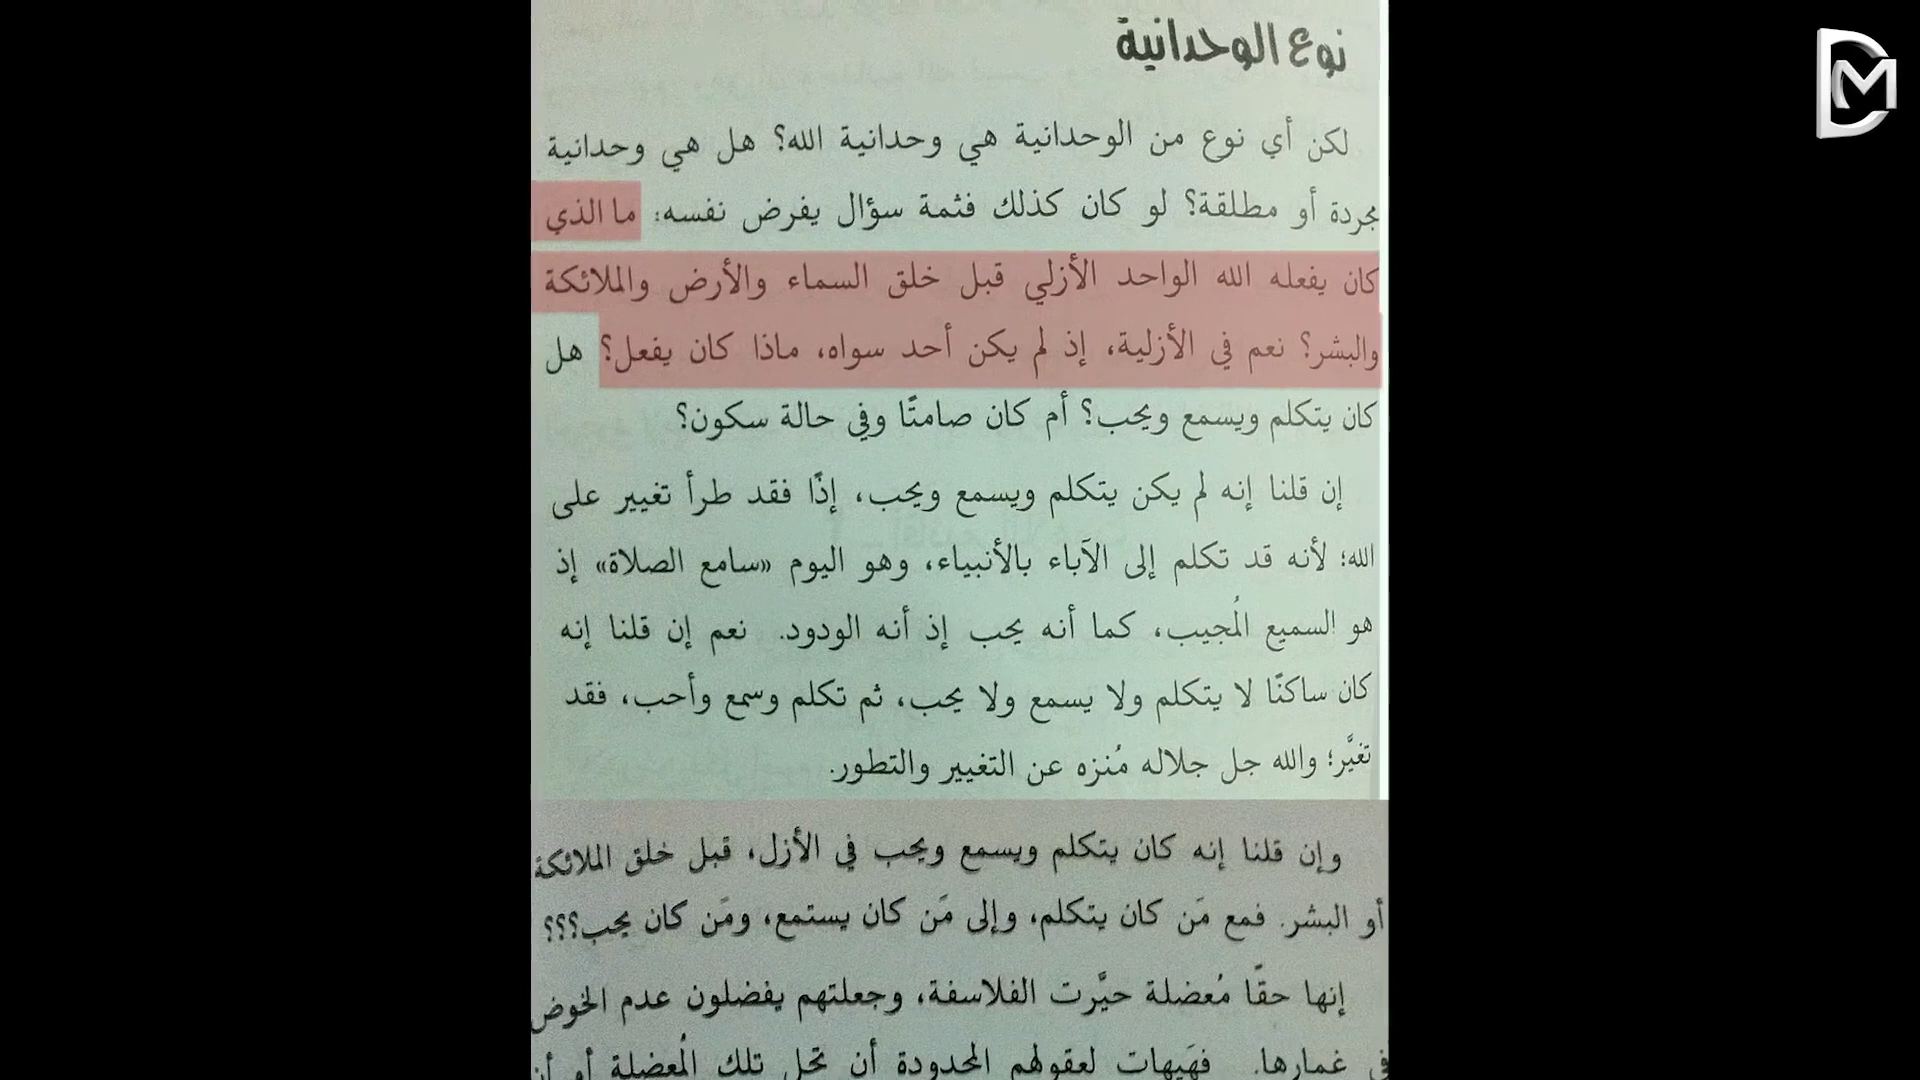 نوع الوحدانية
لكن أي نوع من الوحدانية هي وحدانية الله؟ هل هي وحدانية
مجردة أو مطلقة؟ لو كان كذلك فثمة سؤال يفرض نفسه: ما الذي
كان يفعله الله الواحد الأزلي قبل خلق السماء والأرض والملائكة
والبشر؟ نعم في الأزلية، إذ لم يكن أحد سواه، ماذا كان يفعل؟ هل
كان يتكلم ويسمع ويحب؟ أم كان صامتًا وفي حالة سكون؟
إن قلنا إنه لم يكن يتكلم ويسمع ويحب، إذًا فقد طرأ تغيير على
الله؛ لأنه قد تكلم إلى الآباء بالأنبياء، وهو اليوم «سامع الصلاة» إذ
هو السميع المُجيب، كما أنه يحب إذ أنه الودود. نعم إن قلنا إنه
كان ساكنًا لا يتكلم ولا يسمع ولا يحب، ثم تكلم وسمع وأحب، فقد
تغيَّر؛ والله جل جلاله مُنزه عن التغيير والتطور.
وإن قلنا إنه كان يتكلم ويسمع ويحب في الأزل، قبل خلق الملائكة
أو البشر. فمع مَن كان يتكلم، وإلى مَن كان يستمع، ومَن كان يحب؟؟؟
إنها حقًا مُعضلة حيَّرت الفلاسفة، وجعلتهم يفضلون عدم الخوض
في غمارها. فهَيهات لعقولهم المحدودة أن تحل تلك المُعضلة أو أن